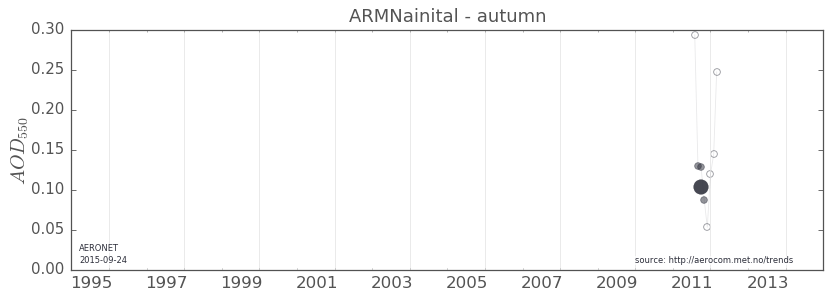 ARMNainital - autumn
0.30
0.25
0.20
0.15
0.10
0.05
0.00
AOD550
AERONET
2015-09-24
source: http://aerocom.met.no/trends
1995 1997 1999 2001 2003 2005 2007 2009 2011 2013